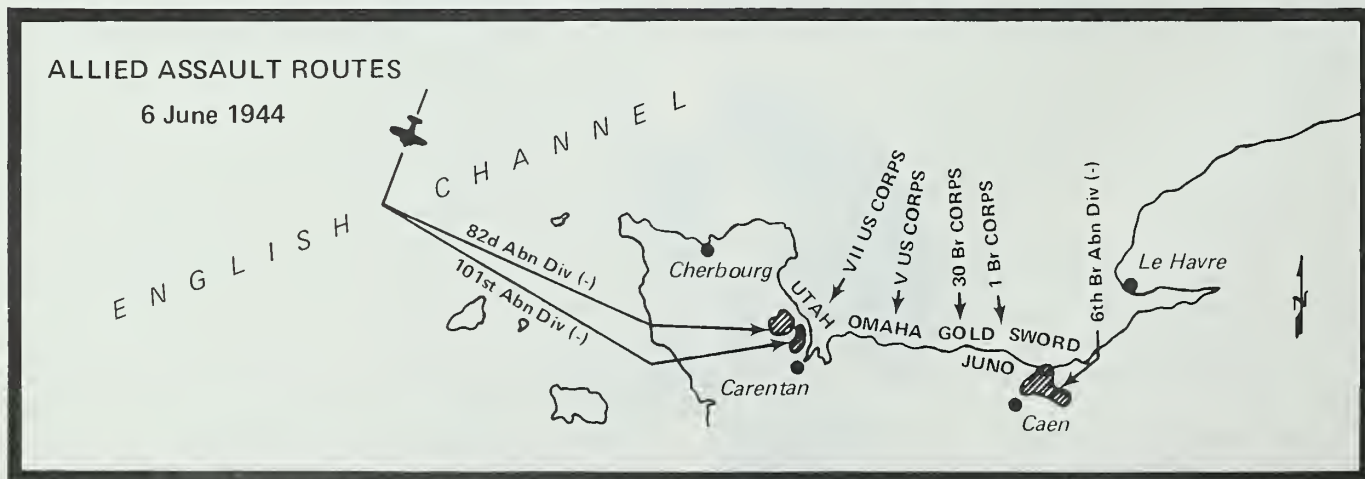 ALLIED ASSAULT ROUTES
6 June 1944
ENGLISH CHANNEL
82d Abn Div (-)
101st Abn Div (-)
Cherbourg
Carentan
UTAH
VII US CORPS
OMAHA
V US CORPS
GOLD
30 Br CORPS
JUNO
SWORD
1 Br CORPS
6th Br Abn Div (-)
Le Havre
Caen
N